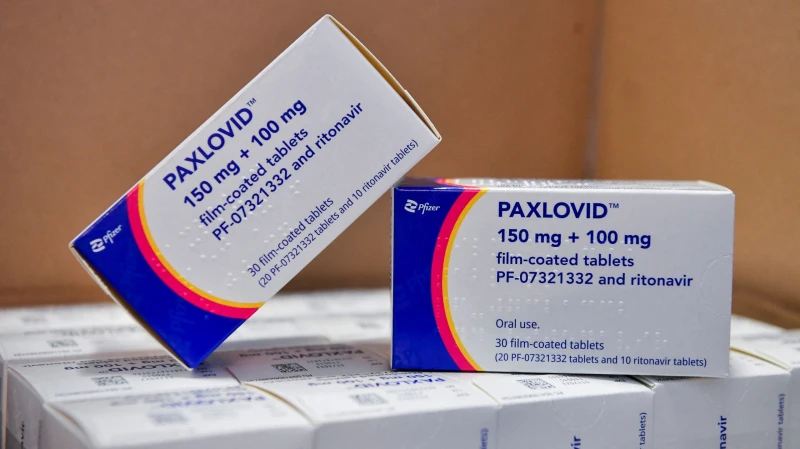 PAXLOVID™
150 mg + 100 mg
film-coated tablets
PF-07321332 and ritonavir
30 film-coated tablets
(20 PF-07321332 tablets and 10 ritonavir tablets)
Pfizer
Pfizer
PAXLOVID™
150 mg + 100 mg
film-coated tablets
PF-07321332 and ritonavir
Oral use.
30 film-coated tablets
(20 PF-07321332 tablets and 10 ritonavir tablets)